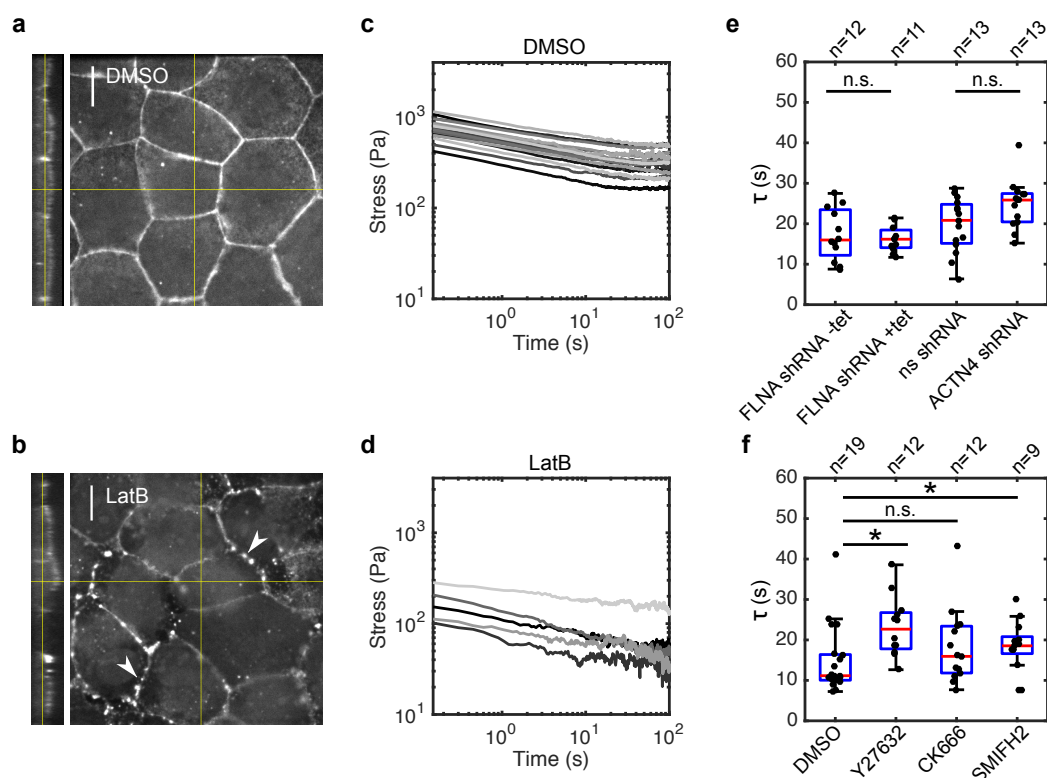 a
DMSO
b
LatB
c
DMSO
Stress (Pa)
10³
10²
10¹
10⁰
10¹
10²
Time (s)
d
LatB
Stress (Pa)
10³
10²
10¹
10⁰
10¹
10²
Time (s)
e
n=12
n=11
n=13
n=13
n.s.
n.s.
τ (s)
60
50
40
30
20
10
0
FLNA shRNA -tet
FLNA shRNA +tet
ns shRNA
ACTN4 shRNA
f
n=19
n=12
n=12
n=9
*
n.s.
*
τ (s)
60
50
40
30
20
10
0
DMSO
Y27632
CK666
SMIFH2